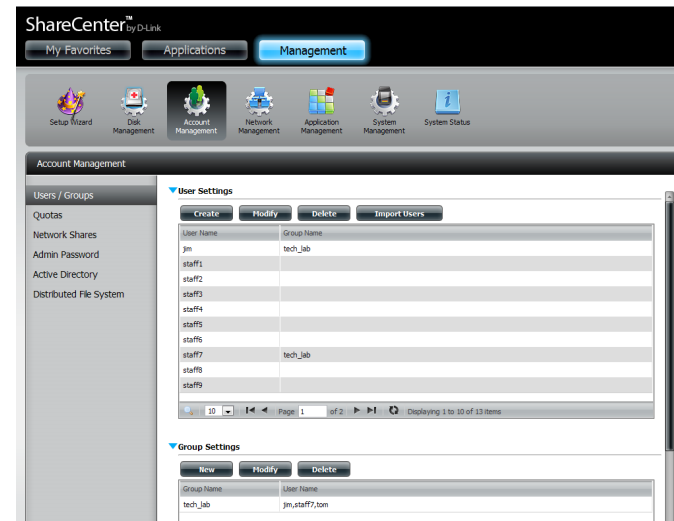 ShareCenter™ by D-Link
My Favorites Applications Management
Setup Wizard Disk Management Account Management Network Management Application Management System Management System Status
Account Management
Users / Groups
Quotas
Network Shares
Admin Password
Active Directory
Distributed File System
User Settings
Create Modify Delete Import Users
User Name Group Name
jim tech_lab
staff1
staff2
staff3
staff4
staff5
staff6
staff7 tech_lab
staff8
staff9
10 Page 1 of 2 Displaying 1 to 10 of 13 items
Group Settings
New Modify Delete
Group Name User Name
tech_lab jim,staff7,tom